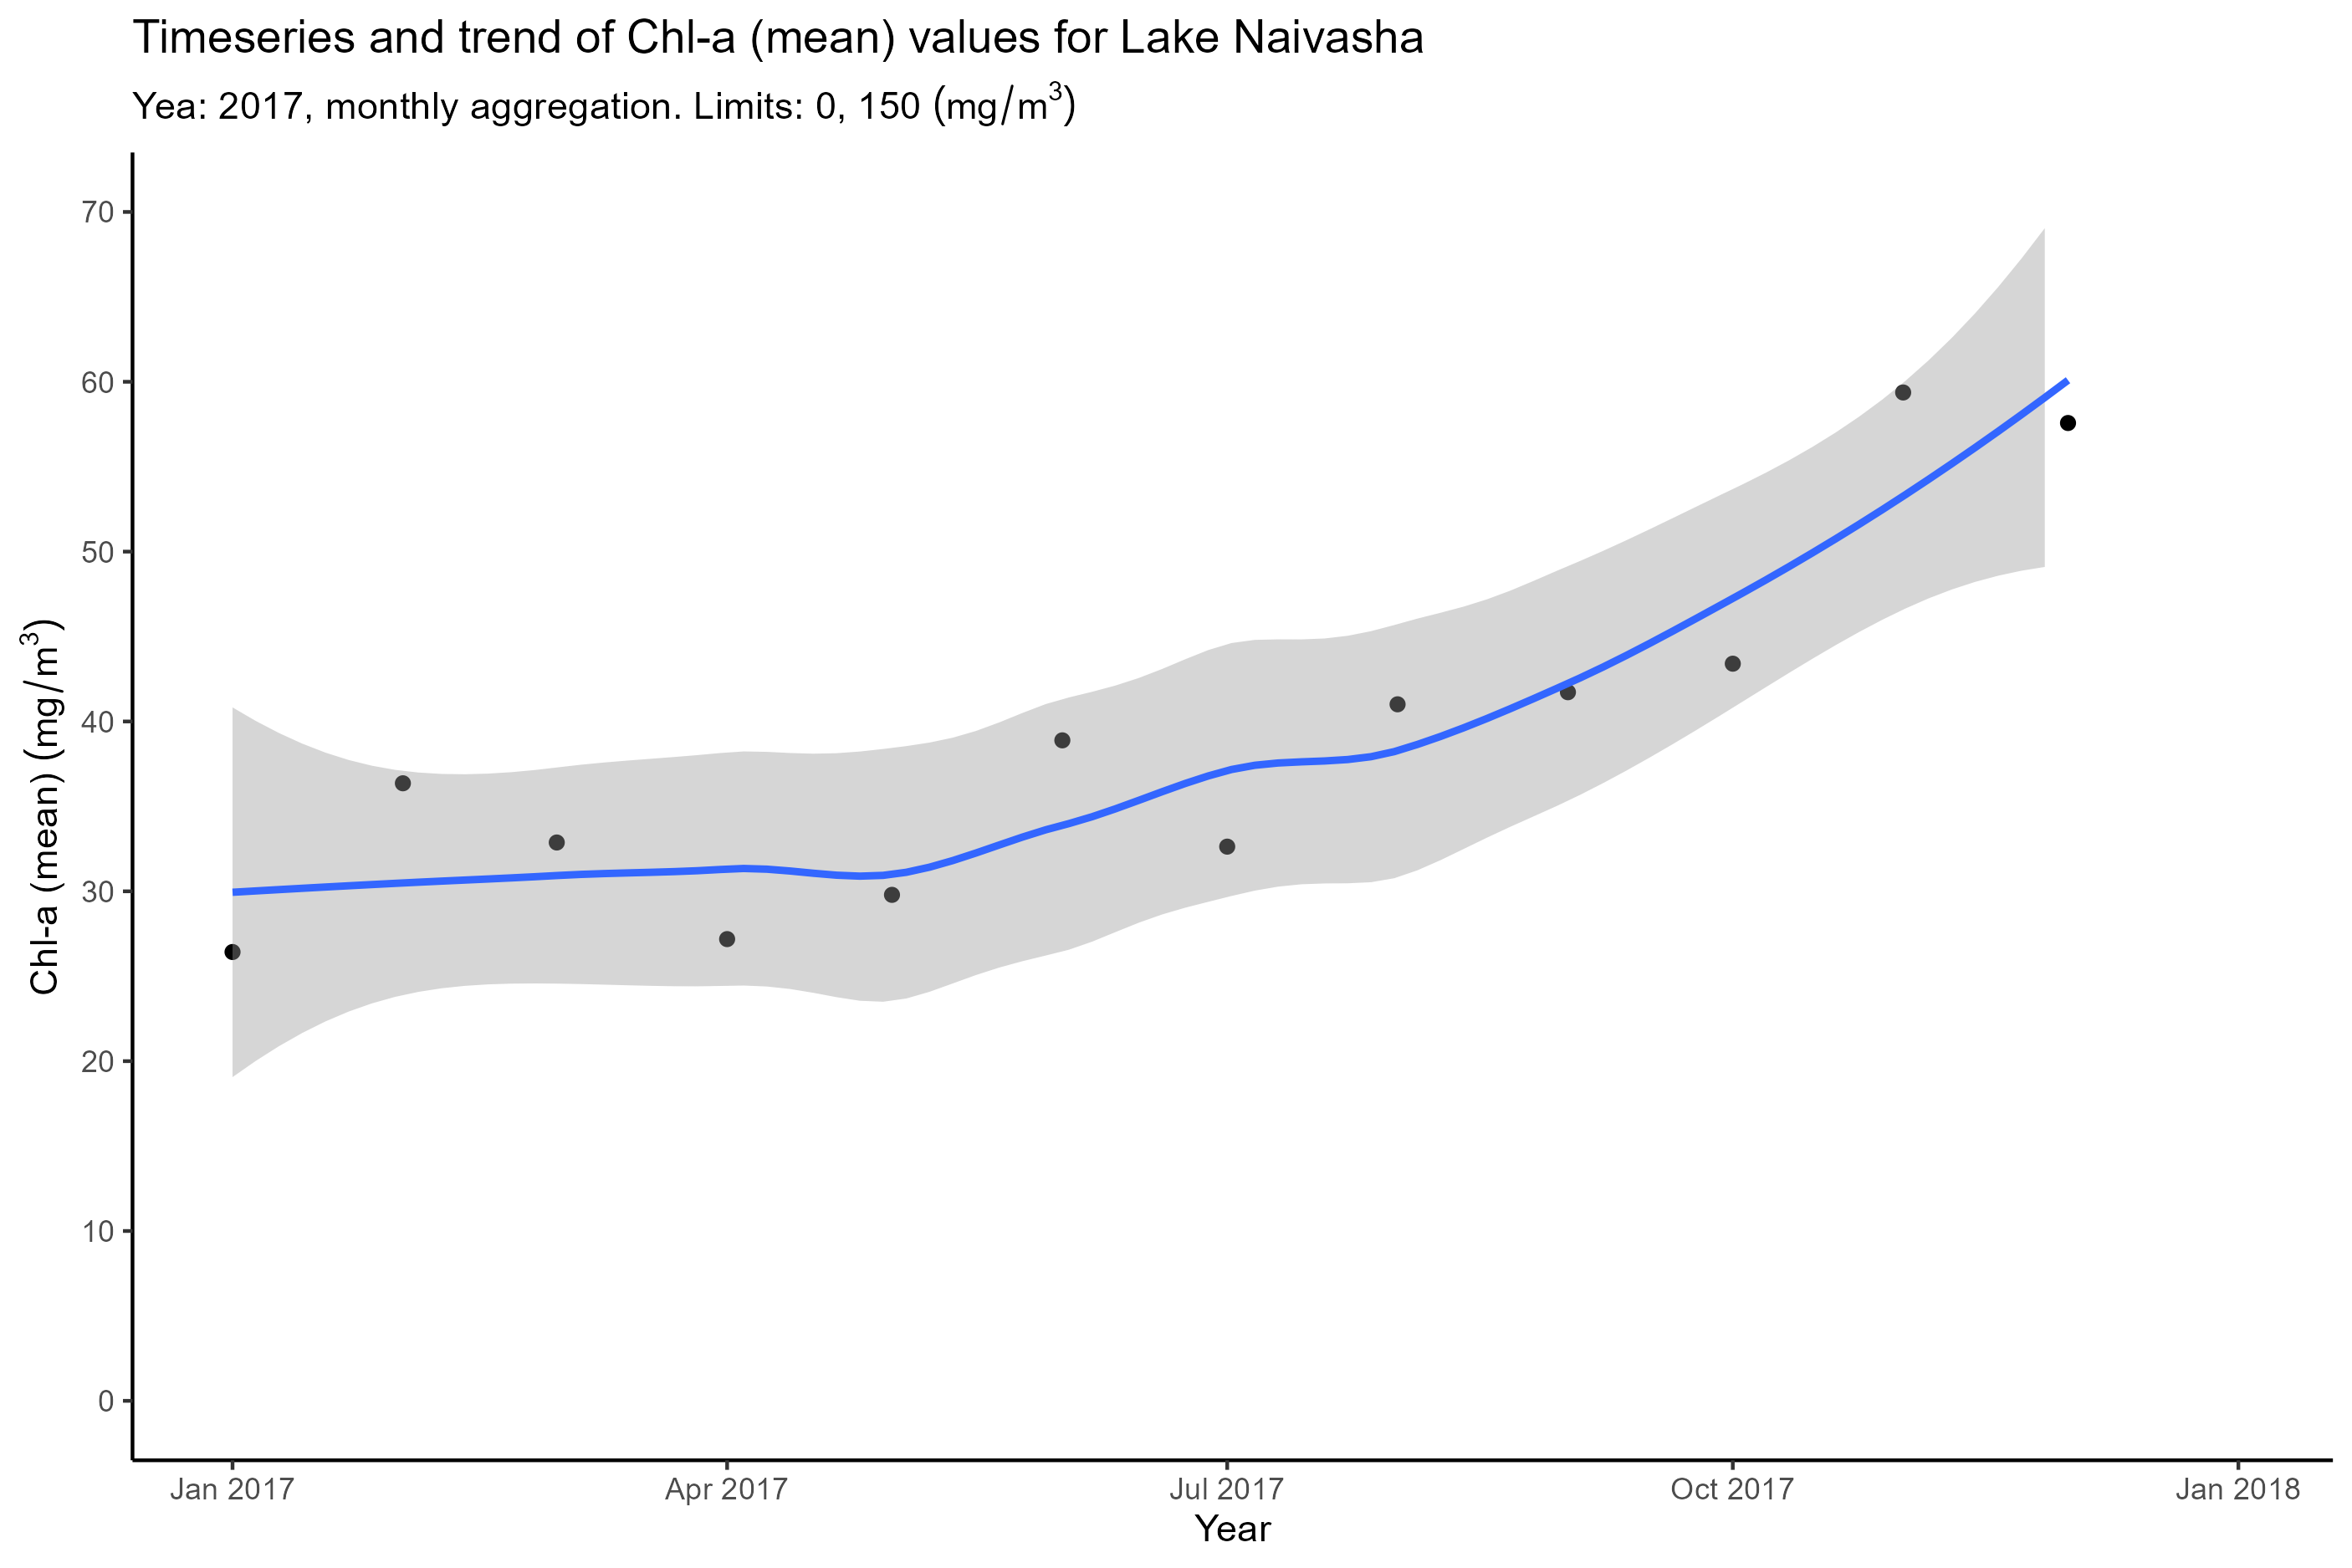 Timeseries and trend of Chl-a (mean) values for Lake Naivasha
Yea: 2017, monthly aggregation. Limits: 0, 150 (mg/m³)
Chl-a (mean) (mg/m³)
70
60
50
40
30
20
10
0
Jan 2017 Apr 2017 Jul 2017 Oct 2017 Jan 2018
Year